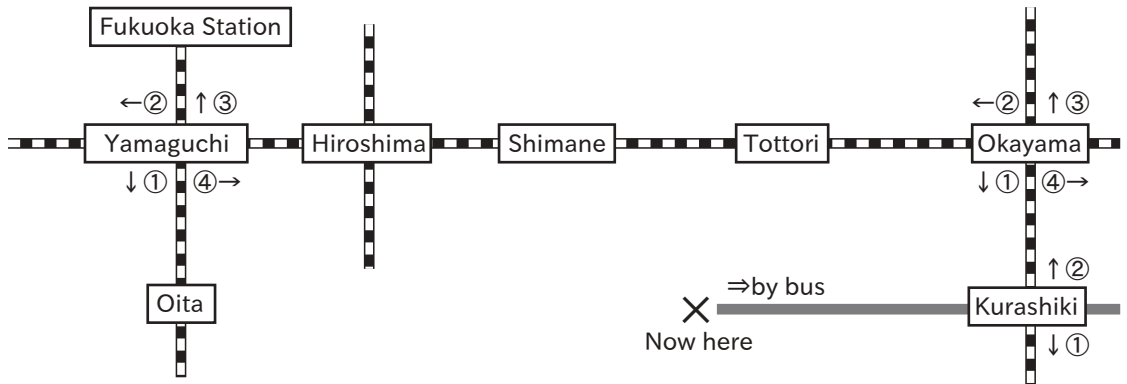 Fukuoka Station
←② ↑③
←② ↑③
Yamaguchi
Hiroshima
Shimane
Tottori
Okayama
↓① ④→
↓① ④→
Oita
⇒by bus
↑②
Kurashiki
Now here
↓①